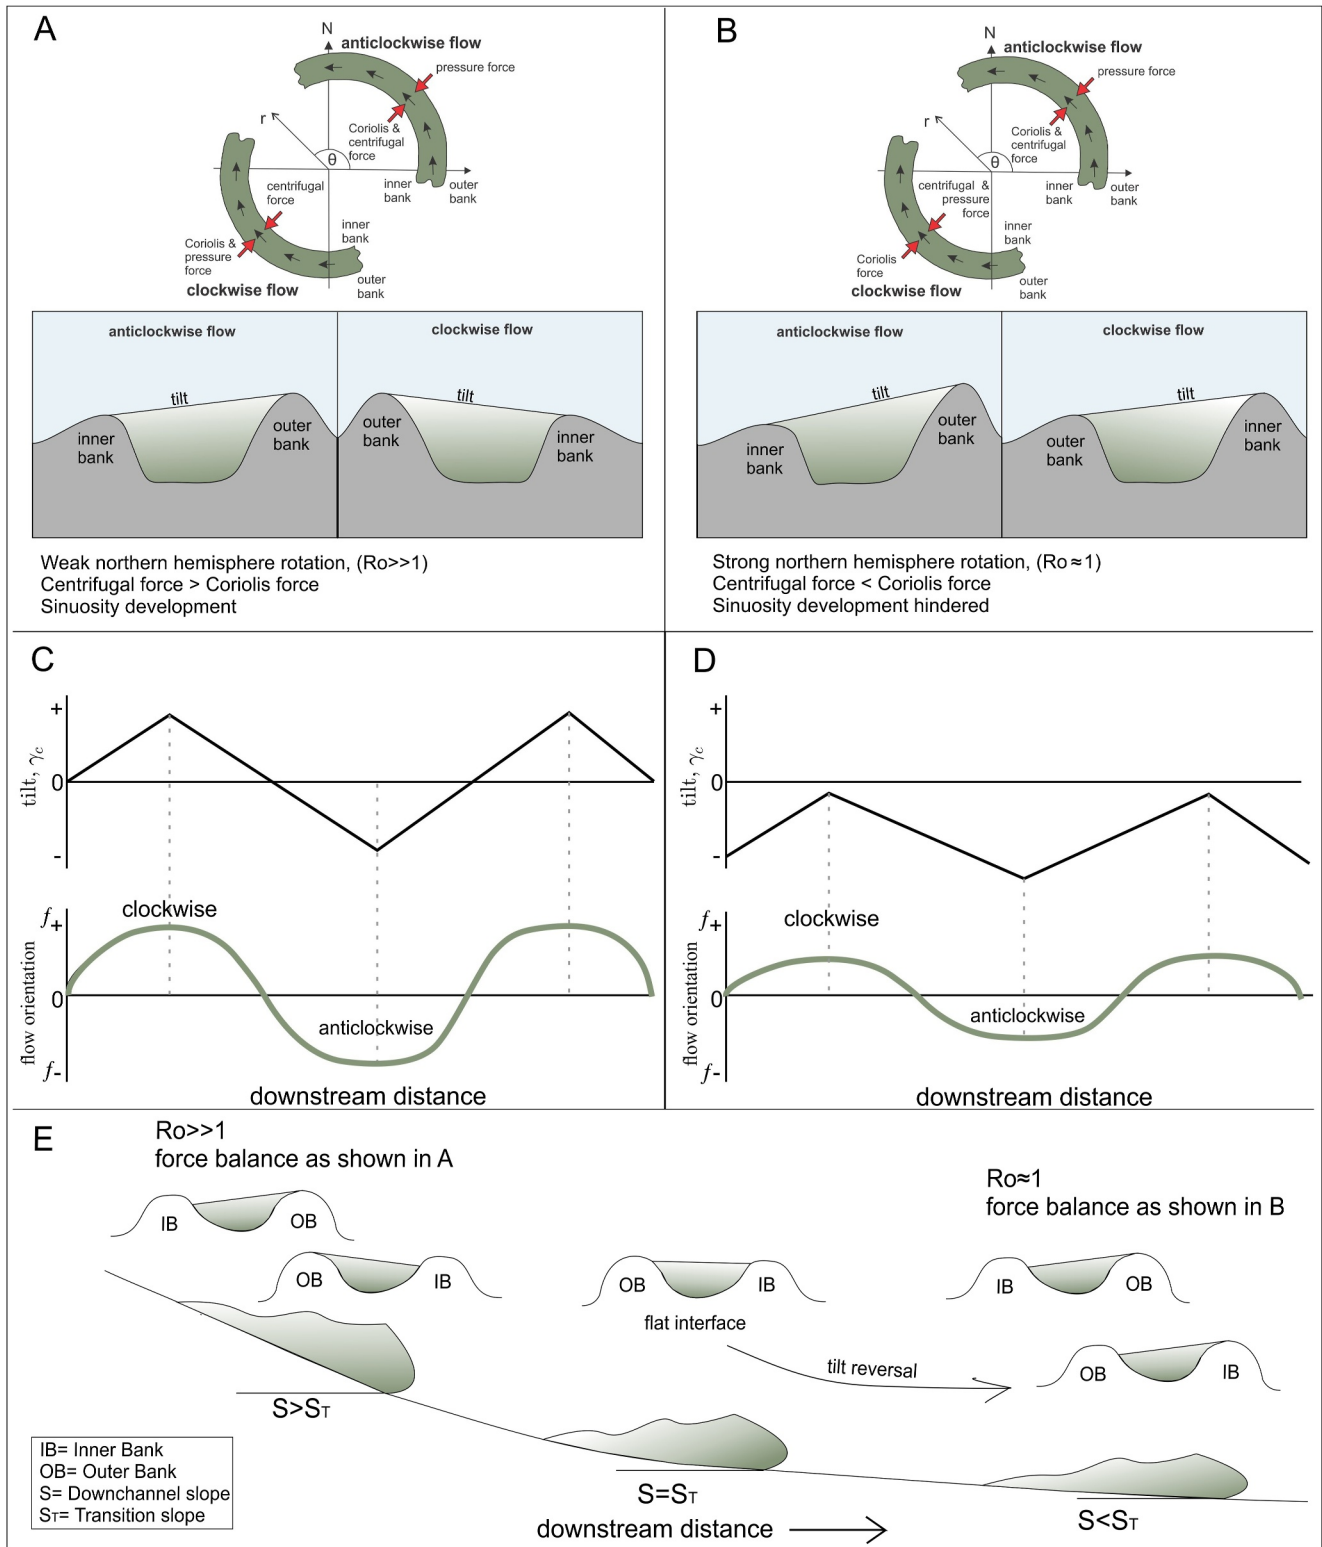 A
N
anticlockwise flow
pressure force
r
Coriolis &
centrifugal
force
θ
inner
bank
outer
bank
centrifugal
force
inner
bank
Coriolis &
pressure
force
outer
bank
clockwise flow
anticlockwise flow
clockwise flow
tilt
tilt
inner
bank
outer
bank
outer
bank
inner
bank
Weak northern hemisphere rotation, (Ro>>1)
Centrifugal force > Coriolis force
Sinuosity development
B
N
anticlockwise flow
pressure force
r
Coriolis &
centrifugal
force
θ
inner
bank
outer
bank
centrifugal &
pressure
force
inner
bank
Coriolis
force
outer
bank
clockwise flow
anticlockwise flow
clockwise flow
tilt
tilt
inner
bank
outer
bank
outer
bank
inner
bank
Strong northern hemisphere rotation, (Ro≈1)
Centrifugal force < Coriolis force
Sinuosity development hindered
C
+
0
-
tilt, γc
clockwise
f+
0
f-
flow orientation
anticlockwise
downstream distance
D
+
0
-
tilt, γc
clockwise
f+
0
f-
flow orientation
anticlockwise
downstream distance
E
Ro>>1
force balance as shown in A
Ro≈1
force balance as shown in B
IB
OB
OB
IB
OB
IB
flat interface
IB
OB
tilt reversal
OB
IB
S>ST
S=ST
S<ST
IB= Inner Bank
OB= Outer Bank
S= Downchannel slope
ST= Transition slope
downstream distance